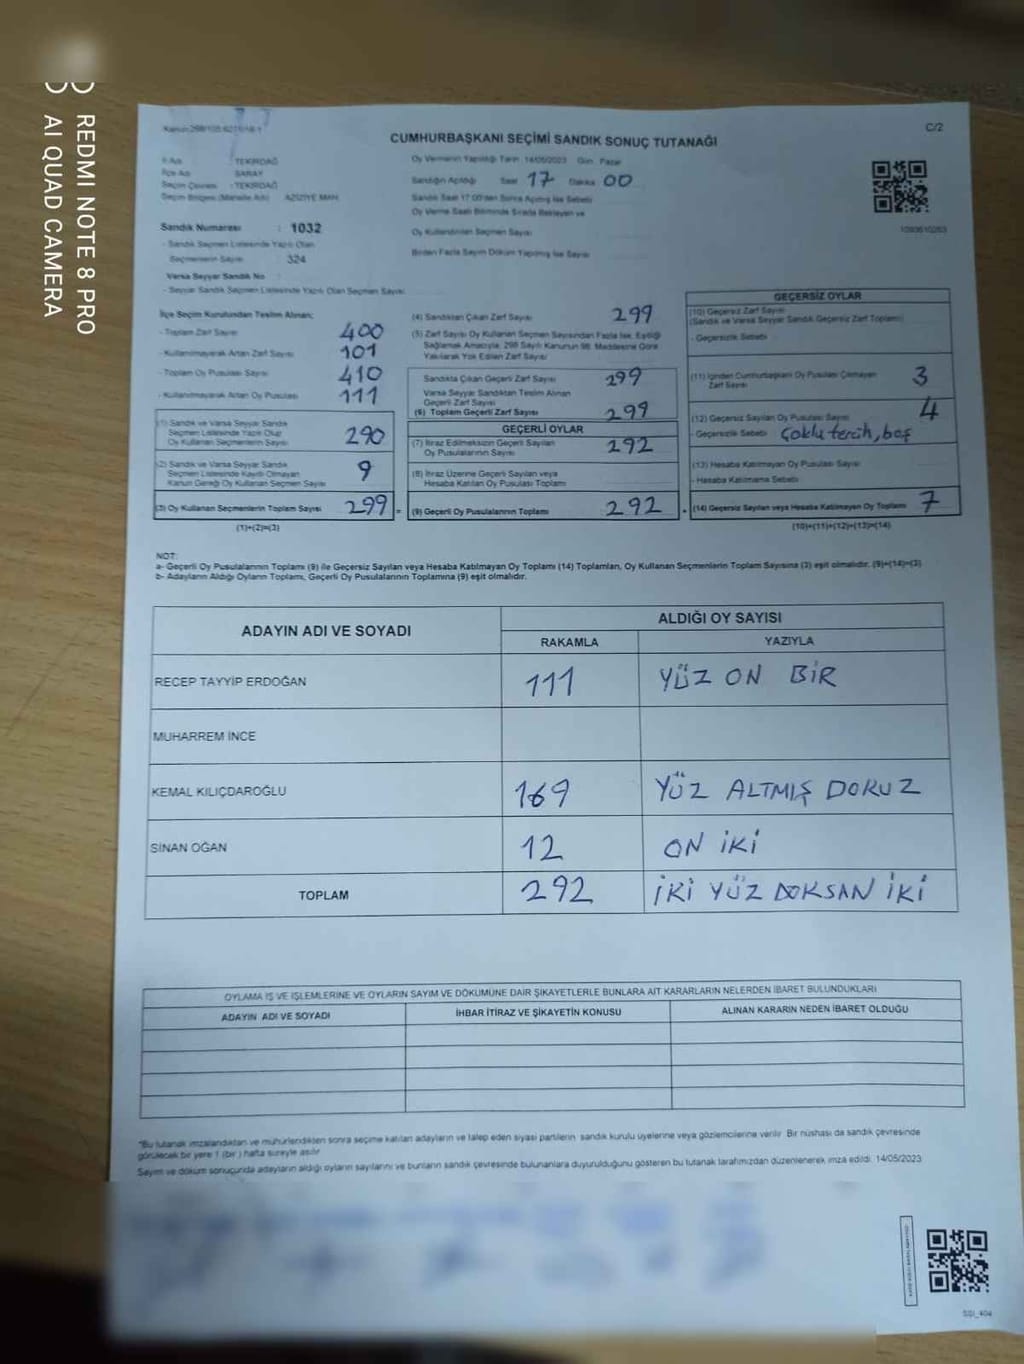 REDMI NOTE 8 PRO
AI QUAD CAMERA
C/2
CUMHURBAŞKANI SEÇİMİ SANDIK SONUÇ TUTANAĞI
İl Adı : TEKİRDAĞ
İlçe Adı : SARAY
Seçim Çevresi : TEKİRDAĞ
Seçim Bölgesi (Mahalle Adı) : AZİZİYE MAH.
Sandık Numarası : 1032
- Sandık Seçmen Listesinde Yazılı Olan
Seçmenlerin Sayısı : 324
Varsa Seyyar Sandık No :
- Seyyar Sandık Seçmen Listesinde Yazılı Olan Seçmen Sayısı :
Oy Vermenin Yapıldığı Tarih : 14/05/2023 Gün : Pazar
Sandığın Açıldığı Saat 17 Dakika 00
Sandık Saat 17:00'den Sonra Açılmış İse Sebebi
Oy Verme Saati Bitiminde Sırada Bekleyen ve
Oy Kullandırılan Seçmen Sayısı
Birden Fazla Sayım Döküm Yapılmış İse Sayısı
İlçe Seçim Kurulundan Teslim Alınan;
- Toplam Zarf Sayısı 400
- Kullanılmayarak Artan Zarf Sayısı 101
- Toplam Oy Pusulası Sayısı 410
- Kullanılmayarak Artan Oy Pusulası 111
(1) Sandık ve Varsa Seyyar Sandık
Seçmen Listesinde Yazılı Olup
Oy Kullanan Seçmenlerin Sayısı 290
(2) Sandık ve Varsa Seyyar Sandık
Seçmen Listesinde Kayıtlı Olmayan
Kanun Gereği Oy Kullanan Seçmen Sayısı 9
(3) Oy Kullanan Seçmenlerin Toplam Sayısı 299 =
(1)+(2)=(3)
(4) Sandıktan Çıkan Zarf Sayısı 299
(5) Zarf Sayısı Oy Kullanan Seçmen Sayısından Fazla İse, Eşitliği
Sağlamak Amacıyla, 298 Sayılı Kanunun 98. Maddesine Göre
Yakılarak Yok Edilen Zarf Sayısı
Sandıkta Çıkan Geçerli Zarf Sayısı 299
Varsa Seyyar Sandıktan Teslim Alınan
Geçerli Zarf Sayısı
(6) Toplam Geçerli Zarf Sayısı 299
GEÇERLİ OYLAR
(7) İtiraz Edilmeksizin Geçerli Sayılan
Oy Pusulalarının Sayısı 292
(8) İtiraz Üzerine Geçerli Sayılan veya
Hesaba Katılan Oy Pusulası Toplamı
(9) Geçerli Oy Pusulalarının Toplamı 292 +
GEÇERSİZ OYLAR
(10) Geçersiz Zarf Sayısı
(Sandık ve Varsa Seyyar Sandık Geçersiz Zarf Toplamı)
- Geçersizlik Sebebi
(11) İçinden Cumhurbaşkanı Oy Pusulası Çıkmayan
Zarf Sayısı 3
(12) Geçersiz Sayılan Oy Pusulası Sayısı 4
- Geçersizlik Sebebi Çoklu tercih, boş
(13) Hesaba Katılmayan Oy Pusulası Sayısı
- Hesaba Katılmama Sebebi
(14) Geçersiz Sayılan veya Hesaba Katılmayan Oy Toplamı 7
(10)+(11)+(12)+(13)=(14)
NOT:
a- Geçerli Oy Pusulalarının Toplamı (9) ile Geçersiz Sayılan veya Hesaba Katılmayan Oy Toplamı (14) Toplamları, Oy Kullanan Seçmenlerin Toplam Sayısına (3) eşit olmalıdır. (9)+(14)=(3)
b- Adayların Aldığı Oyların Toplamı, Geçerli Oy Pusulalarının Toplamına (9) eşit olmalıdır.
ADAYIN ADI VE SOYADI
ALDIĞI OY SAYISI
RAKAMLA YAZIYLA
RECEP TAYYİP ERDOĞAN 111 YÜZ ON BİR
MUHARREM İNCE
KEMAL KILIÇDAROĞLU 169 YÜZ ALTMIŞ DOKUZ
SİNAN OĞAN 12 ON İKİ
TOPLAM 292 İKİ YÜZ DOKSAN İKİ
OYLAMA İŞ VE İŞLEMLERİNE VE OYLARIN SAYIM VE DÖKÜMÜNE DAİR ŞİKAYETLERLE BUNLARA AİT KARARLARIN NELERDEN İBARET BULUNDUKLARI
ADAYIN ADI VE SOYADI İHBAR İTİRAZ VE ŞİKAYETİN KONUSU ALINAN KARARIN NEDEN İBARET OLDUĞU
*Bu tutanak imzalandıktan ve mühürlendikten sonra seçime katılan adayların ve talep eden siyasi partilerin sandık kurulu üyelerine veya gözlemcilerine verilir. Bir nüshası da sandık çevresinde
görülecek bir yere 1 (bir) hafta süreyle asılır.
Sayım ve döküm sonucunda adayların aldığı oyların sayılarını ve bunların sandık çevresinde bulunanlara duyurulduğunu gösteren bu tutanak tarafımızdan düzenlenerek imza edildi. 14/05/2023